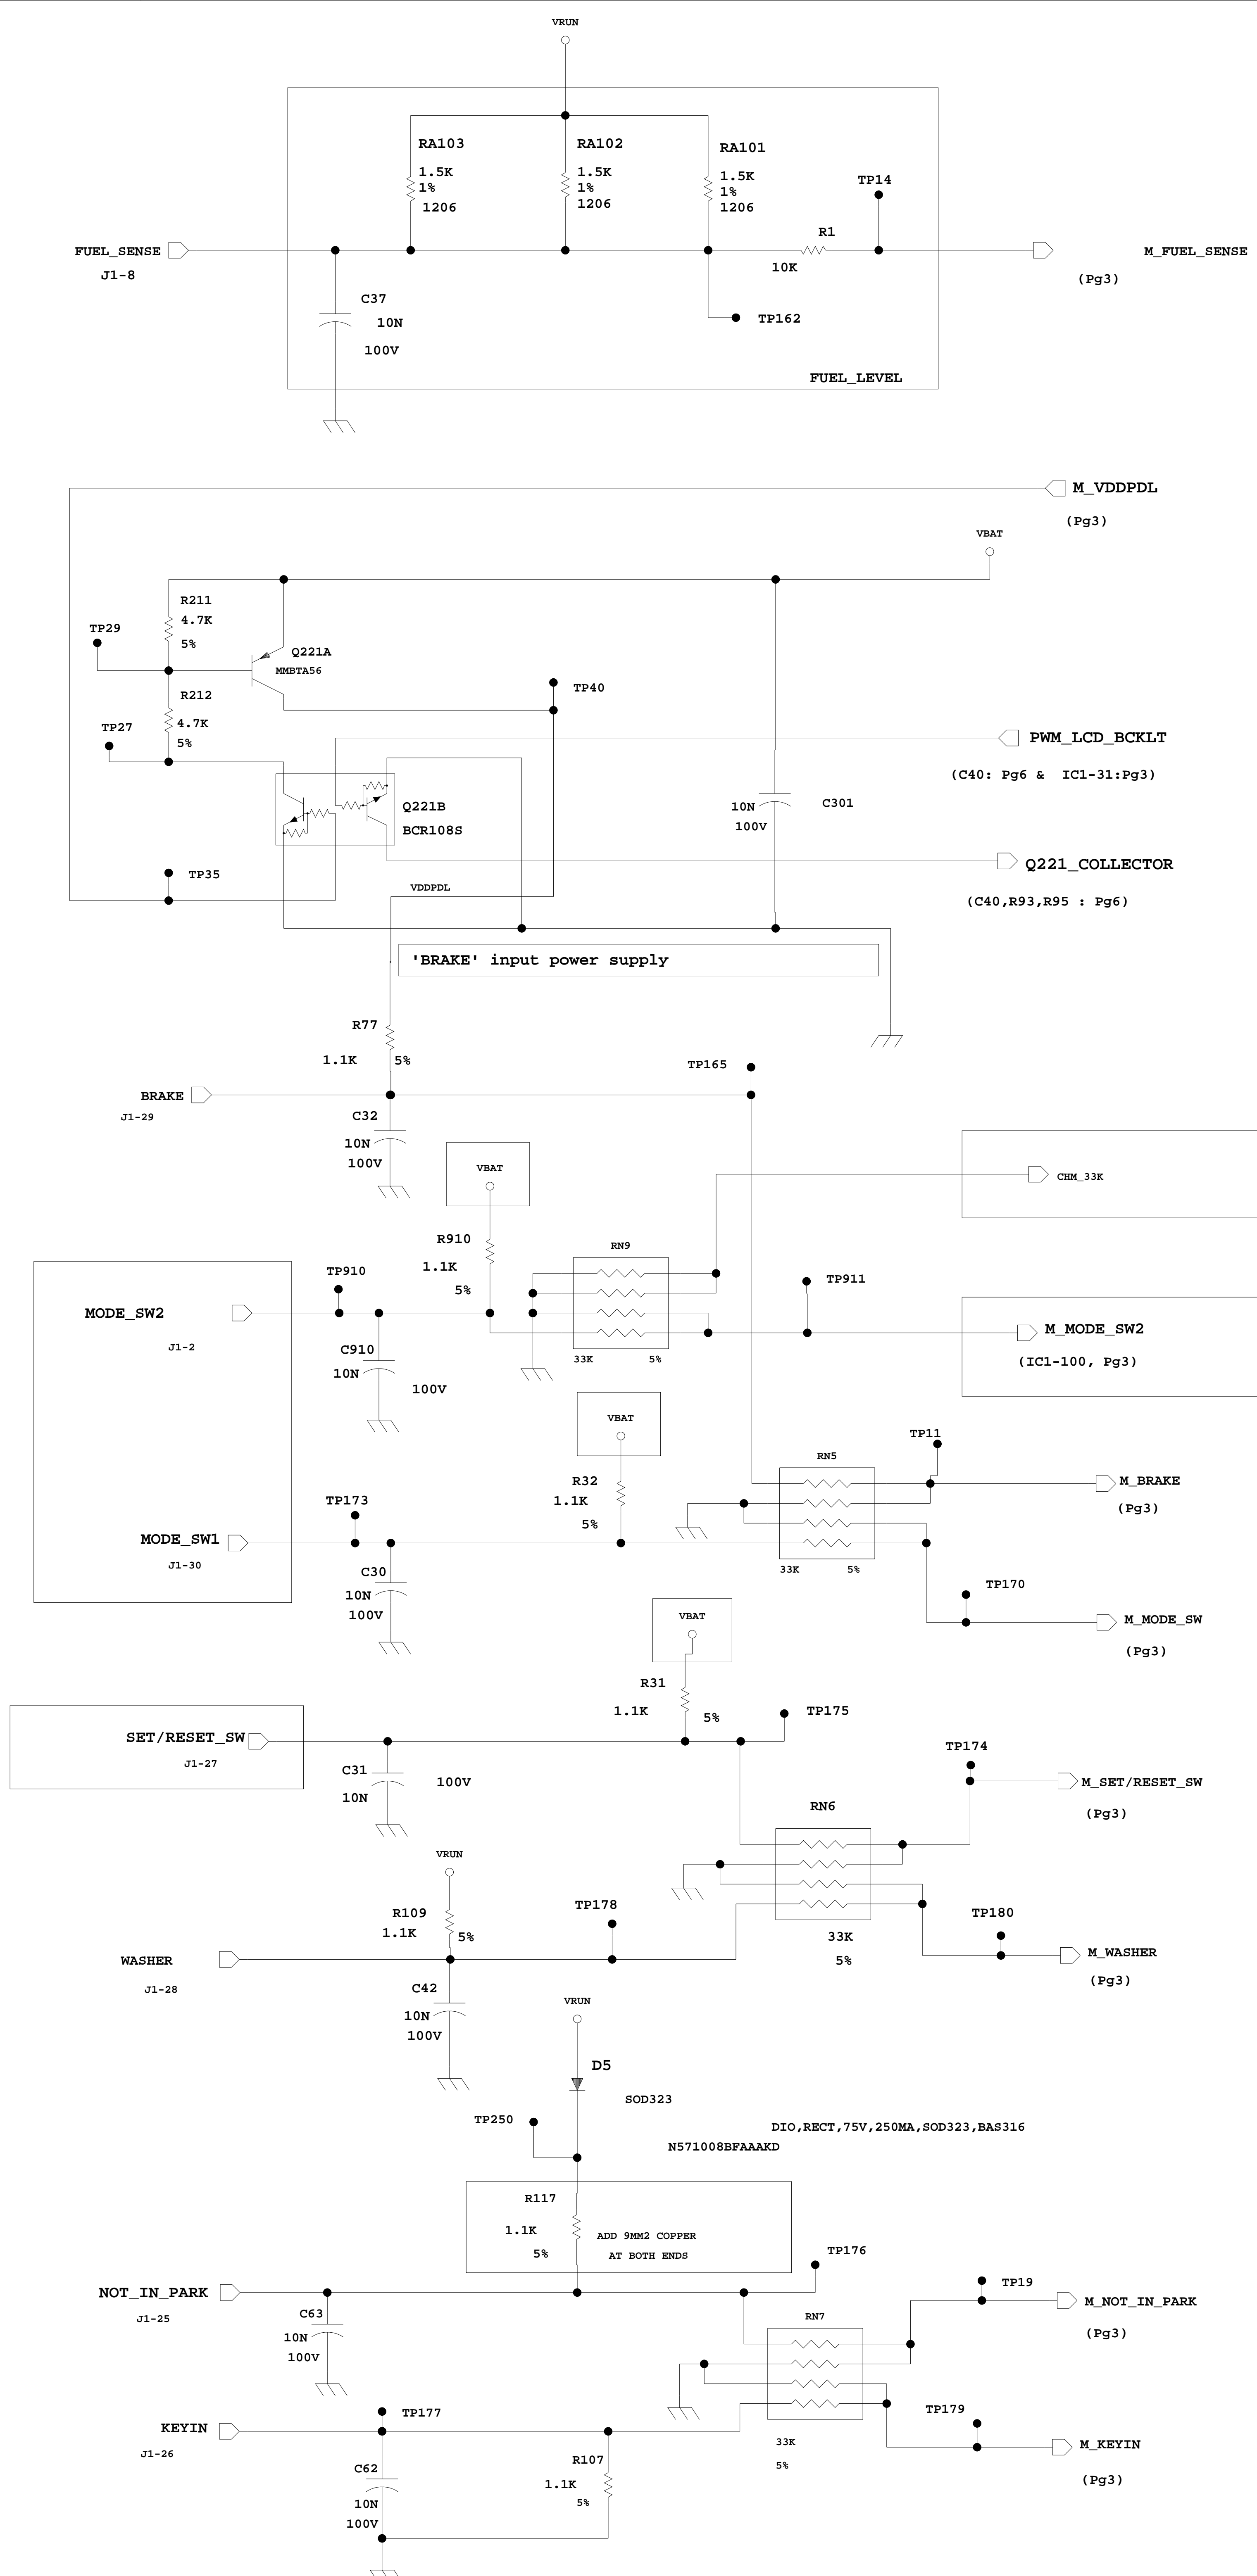 VRUN
RA103
1.5K
1%
1206
RA102
1.5K
1%
1206
RA101
1.5K
1%
1206
TP14
R1
10K
FUEL_SENSE
J1-8
M_FUEL_SENSE
(Pg3)
C37
10N
100V
TP162
FUEL_LEVEL
M_VDDPDL
(Pg3)
VBAT
R211
4.7K
5%
TP29
Q221A
MMBTA56
R212
4.7K
5%
TP27
TP40
PWM_LCD_BCKLT
(C40: Pg6 &  IC1-31:Pg3)
Q221B
BCR108S
10N
100V
C301
Q221_COLLECTOR
(C40,R93,R95 : Pg6)
TP35
VDDPDL
'BRAKE' input power supply
R77
1.1K
5%
TP165
BRAKE
J1-29
C32
10N
100V
VBAT
CHM_33K
R910
1.1K
5%
RN9
33K
5%
TP910
TP911
MODE_SW2
J1-2
M_MODE_SW2
(IC1-100, Pg3)
C910
10N
100V
VBAT
R32
1.1K
5%
TP11
RN5
33K
5%
M_BRAKE
(Pg3)
TP173
MODE_SW1
J1-30
C30
10N
100V
TP170
M_MODE_SW
(Pg3)
VBAT
R31
1.1K
5%
TP175
SET/RESET_SW
J1-27
C31
10N
100V
TP174
M_SET/RESET_SW
(Pg3)
RN6
33K
5%
VRUN
R109
1.1K
5%
TP178
TP180
WASHER
J1-28
M_WASHER
(Pg3)
C42
10N
100V
VRUN
D5
SOD323
TP250
DIO,RECT,75V,250MA,SOD323,BAS316
N571008BFAAAKD
R117
1.1K
5%
ADD 9MM2 COPPER
AT BOTH ENDS
TP176
TP19
NOT_IN_PARK
J1-25
M_NOT_IN_PARK
(Pg3)
C63
10N
100V
RN7
33K
5%
TP177
TP179
KEYIN
J1-26
M_KEYIN
(Pg3)
C62
10N
100V
R107
1.1K
5%